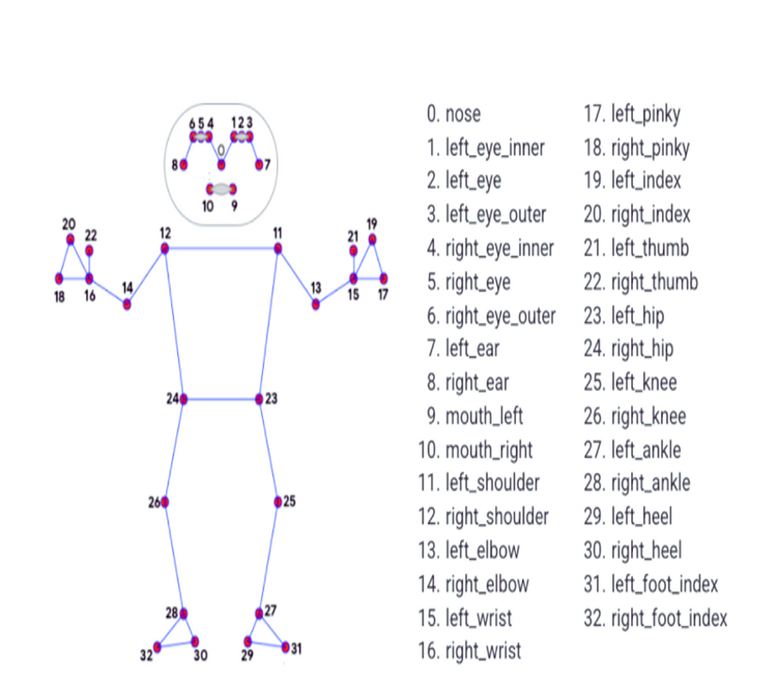 6 5 4 1 2 3
0
8 7
10 9
20 19
22 12 11 21
14 13
18 16 15 17
24 23
26 25
28 27
32 30 29 31
0. nose
1. left_eye_inner
2. left_eye
3. left_eye_outer
4. right_eye_inner
5. right_eye
6. right_eye_outer
7. left_ear
8. right_ear
9. mouth_left
10. mouth_right
11. left_shoulder
12. right_shoulder
13. left_elbow
14. right_elbow
15. left_wrist
16. right_wrist
17. left_pinky
18. right_pinky
19. left_index
20. right_index
21. left_thumb
22. right_thumb
23. left_hip
24. right_hip
25. left_knee
26. right_knee
27. left_ankle
28. right_ankle
29. left_heel
30. right_heel
31. left_foot_index
32. right_foot_index